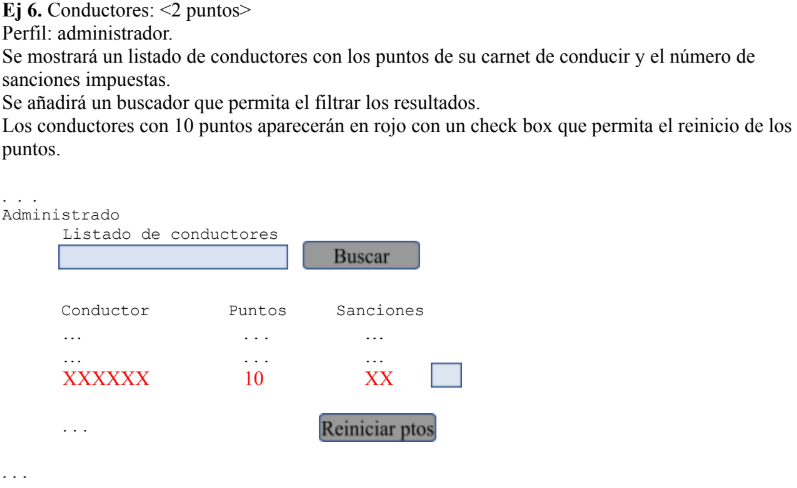 Ej 6. Conductores: <2 puntos>
Perfil: administrador.
Se mostrará un listado de conductores con los puntos de su carnet de conducir y el número de
sanciones impuestas.
Se añadirá un buscador que permita el filtrar los resultados.
Los conductores con 10 puntos aparecerán en rojo con un check box que permita el reinicio de los
puntos.
. . .
Administrado
Listado de conductores
Buscar
Conductor Puntos Sanciones
... ... ...
... ... ...
XXXXXX 10 XX
... Reiniciar ptos
. . .